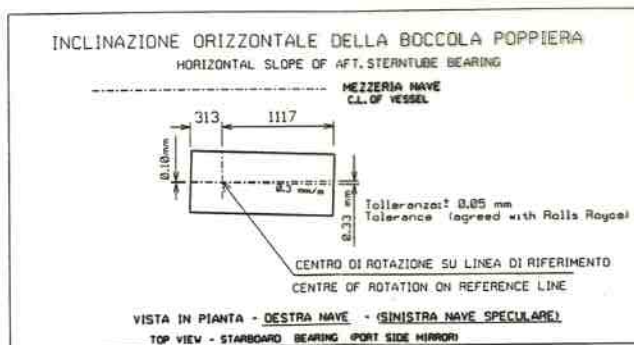 INCLINAZIONE ORIZZONTALE DELLA BOCCOLA POPPIERA
HORIZONTAL SLOPE OF AFT. STERNTUBE BEARING
MEZZERIA NAVE
C.L. OF VESSEL
313
1117
0.10mm
0.3 mm/m
0.33 mm
Tolleranza:± 0.05 mm
Tolerance (agreed with Rolls Royce)
CENTRO DI ROTAZIONE SU LINEA DI RIFERIMENTO
CENTRE OF ROTATION ON REFERENCE LINE
VISTA IN PIANTA - DESTRA NAVE - (SINISTRA NAVE SPECULARE)
TOP VIEW - STARBOARD BEARING (PORT SIDE MIRROR)